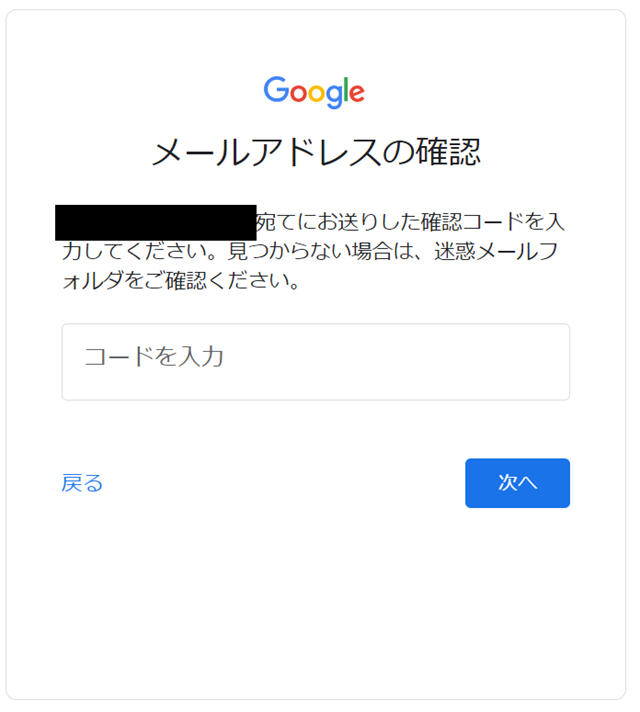 Google
メールアドレスの確認
宛てにお送りした確認コードを入
力してください。見つからない場合は、迷惑メールフ
ォルダをご確認ください。
コードを入力
戻る
次へ